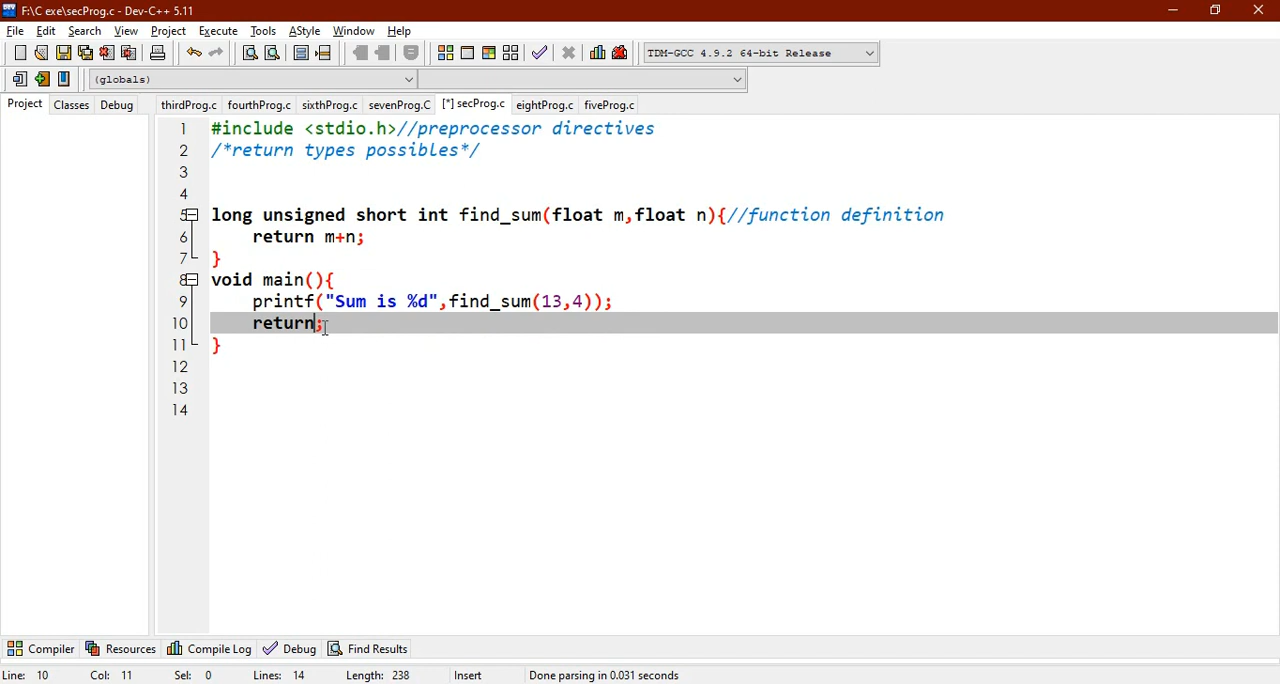 F:\C exe\secProg.c - Dev-C++ 5.11
File Edit Search View Project Execute Tools AStyle Window Help
TDM-GCC 4.9.2 64-bit Release
(globals)
Project Classes Debug
thirdProg.c fourthProg.c sixthProg.c sevenProg.C [*] secProg.c eightProg.c fiveProg.c
1 #include <stdio.h>//preprocessor directives
2 /*return types possibles*/
3
4
5 long unsigned short int find_sum(float m,float n){//function definition
6 return m+n;
7 }
8 void main(){
9 printf("Sum is %d",find_sum(13,4));
10 return;
11 }
12
13
14
Compiler Resources Compile Log Debug Find Results
Line: 10 Col: 11 Sel: 0 Lines: 14 Length: 238 Insert Done parsing in 0.031 seconds